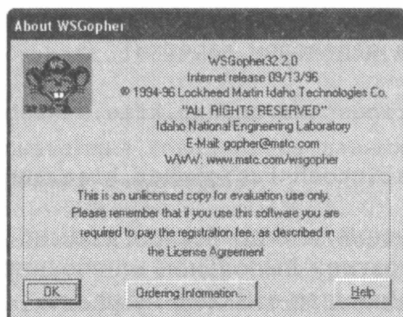 About WSGopher
WS
WSGopher32 2.0
Internet release 09/13/96
© 1994-96 Lockheed Martin Idaho Technologies Co.
"ALL RIGHTS RESERVED"
Idaho National Engineering Laboratory
E-Mail: gopher@mstc.com
WWW: www.mstc.com/wsgopher
This is an unlicensed copy for evaluation use only.
Please remember that if you use this software you are
required to pay the registration fee, as described in
the License Agreement
OK
Ordering Information...
Help